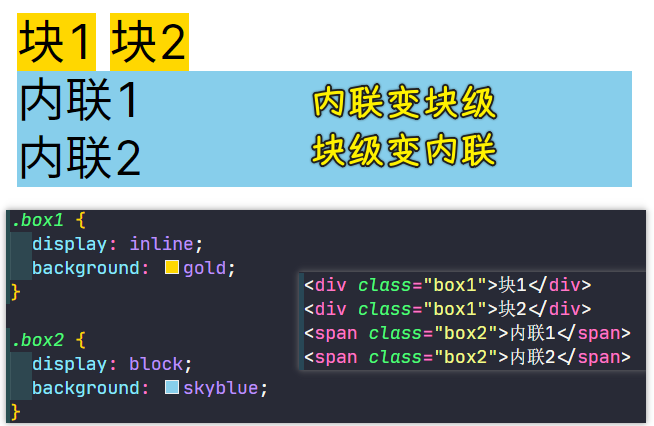 块1 块2
内联1
内联2
内联变块级
块级变内联
.box1 {
display: inline;
background: gold;
}
.box2 {
display: block;
background: skyblue;
}
<div class="box1">块1</div>
<div class="box1">块2</div>
<span class="box2">内联1</span>
<span class="box2">内联2</span>